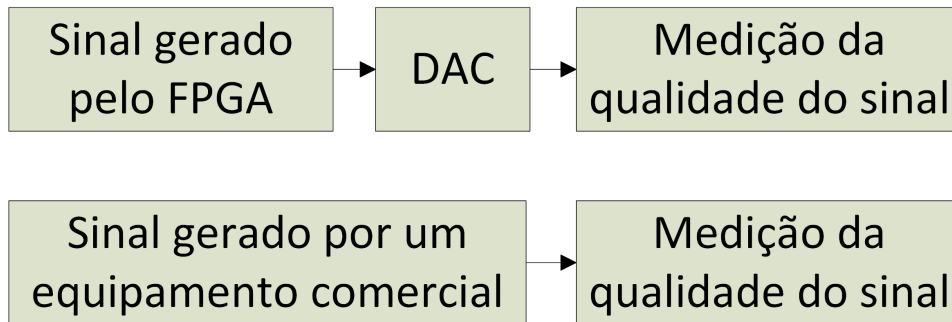 Sinal gerado
pelo FPGA
DAC
Medição da
qualidade do sinal
Sinal gerado por um
equipamento comercial
Medição da
qualidade do sinal